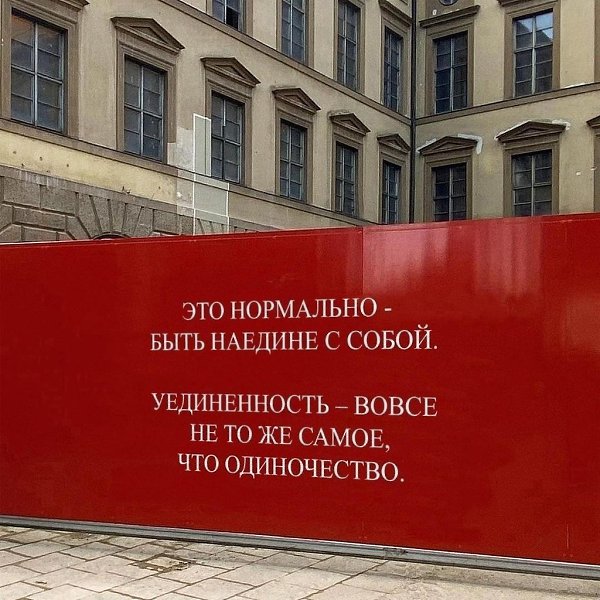 ЭТО НОРМАЛЬНО -
БЫТЬ НАЕДИНЕ С СОБОЙ.
УЕДИНЕННОСТЬ – ВОВСЕ
НЕ ТО ЖЕ САМОЕ,
ЧТО ОДИНОЧЕСТВО.